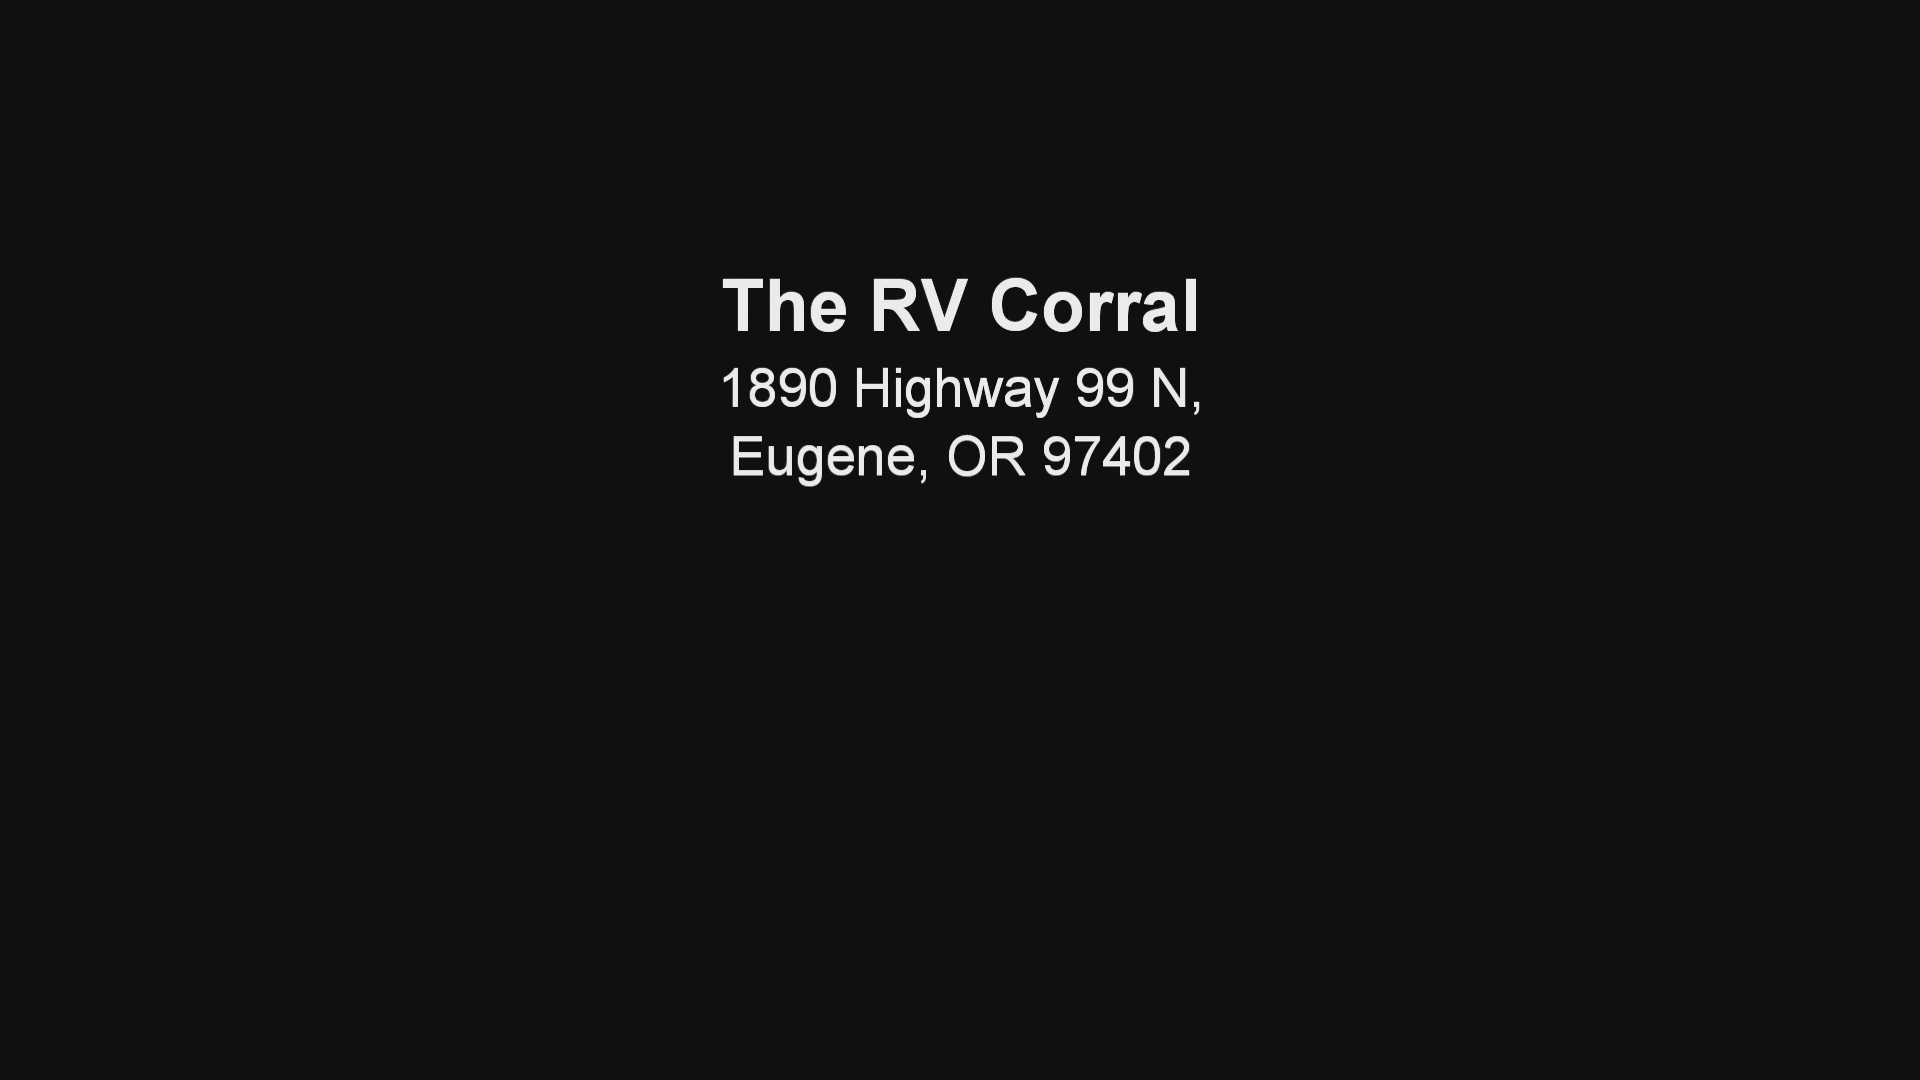 The RV Corral
1890 Highway 99 N,
Eugene, OR 97402